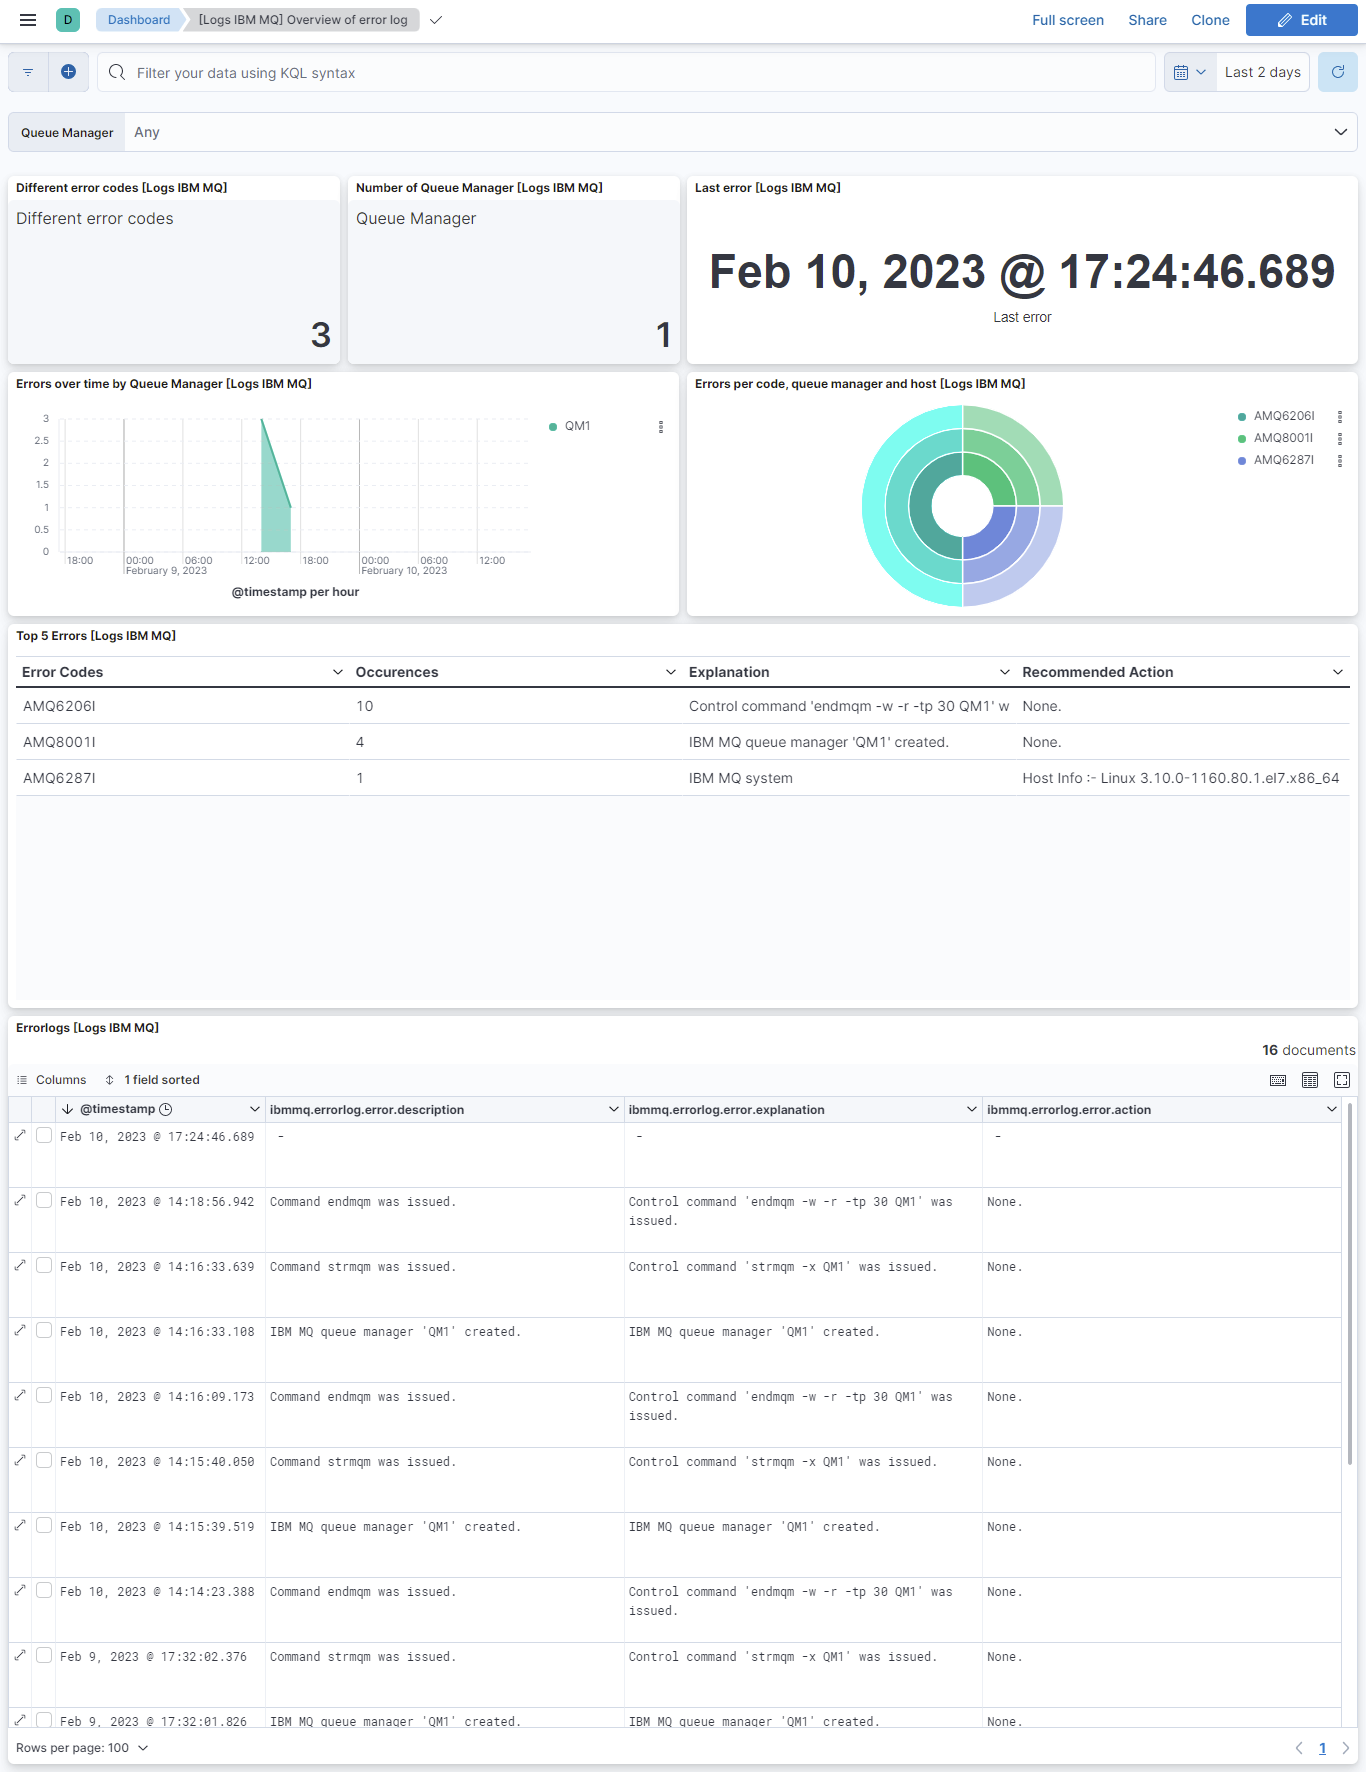 D Dashboard [Logs IBM MQ] Overview of error log Full screen Share Clone Edit
Filter your data using KQL syntax Last 2 days
Queue Manager Any
Different error codes [Logs IBM MQ]
Different error codes
3
Number of Queue Manager [Logs IBM MQ]
Queue Manager
1
Last error [Logs IBM MQ]
Feb 10, 2023 @ 17:24:46.689
Last error
Errors over time by Queue Manager [Logs IBM MQ]
3
2.5
2
1.5
1
0.5
0
18:00 00:00 06:00 12:00 18:00 00:00 06:00 12:00
February 9, 2023 February 10, 2023
@timestamp per hour
QM1
Errors per code, queue manager and host [Logs IBM MQ]
AMQ6206I
AMQ8001I
AMQ6287I
Top 5 Errors [Logs IBM MQ]
Error Codes Occurences Explanation Recommended Action
AMQ6206I 10 Control command 'endmqm -w -r -tp 30 QM1' w None.
AMQ8001I 4 IBM MQ queue manager 'QM1' created. None.
AMQ6287I 1 IBM MQ system Host Info :- Linux 3.10.0-1160.80.1.el7.x86_64
Errorlogs [Logs IBM MQ]
16 documents
Columns 1 field sorted
@timestamp ibmmq.errorlog.error.description ibmmq.errorlog.error.explanation ibmmq.errorlog.error.action
Feb 10, 2023 @ 17:24:46.689 - - -
Feb 10, 2023 @ 14:18:56.942 Command endmqm was issued. Control command 'endmqm -w -r -tp 30 QM1' was None.
issued.
Feb 10, 2023 @ 14:16:33.639 Command strmqm was issued. Control command 'strmqm -x QM1' was issued. None.
Feb 10, 2023 @ 14:16:33.108 IBM MQ queue manager 'QM1' created. IBM MQ queue manager 'QM1' created. None.
Feb 10, 2023 @ 14:16:09.173 Command endmqm was issued. Control command 'endmqm -w -r -tp 30 QM1' was None.
issued.
Feb 10, 2023 @ 14:15:40.050 Command strmqm was issued. Control command 'strmqm -x QM1' was issued. None.
Feb 10, 2023 @ 14:15:39.519 IBM MQ queue manager 'QM1' created. IBM MQ queue manager 'QM1' created. None.
Feb 10, 2023 @ 14:14:23.388 Command endmqm was issued. Control command 'endmqm -w -r -tp 30 QM1' was None.
issued.
Feb 9, 2023 @ 17:32:02.376 Command strmqm was issued. Control command 'strmqm -x QM1' was issued. None.
Feb 9, 2023 @ 17:32:01.826 IBM MQ queue manager 'QM1' created. IBM MQ queue manager 'QM1' created. None.
Rows per page: 100 1